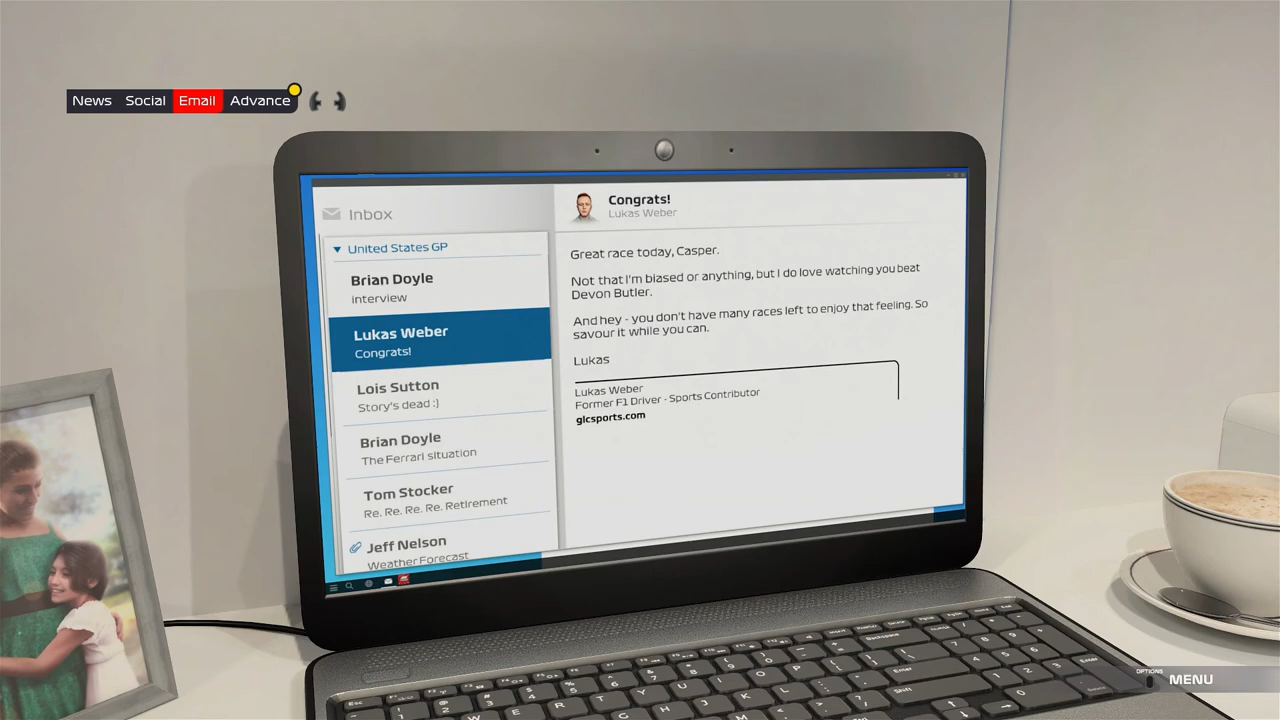 News Social Email Advance
Inbox
United States GP
Brian Doyle
interview
Lukas Weber
Congrats!
Lois Sutton
Story's dead :)
Brian Doyle
The Ferrari situation
Tom Stocker
Re. Re. Re. Re. Retirement
Jeff Nelson
Weather Forecast
Congrats!
Lukas Weber
Great race today, Casper.
Not that I'm biased or anything, but I do love watching you beat
Devon Butler.
And hey - you don't have many races left to enjoy that feeling. So
savour it while you can.
Lukas
Lukas Weber
Former F1 Driver - Sports Contributor
glcsports.com
OPTIONS
MENU